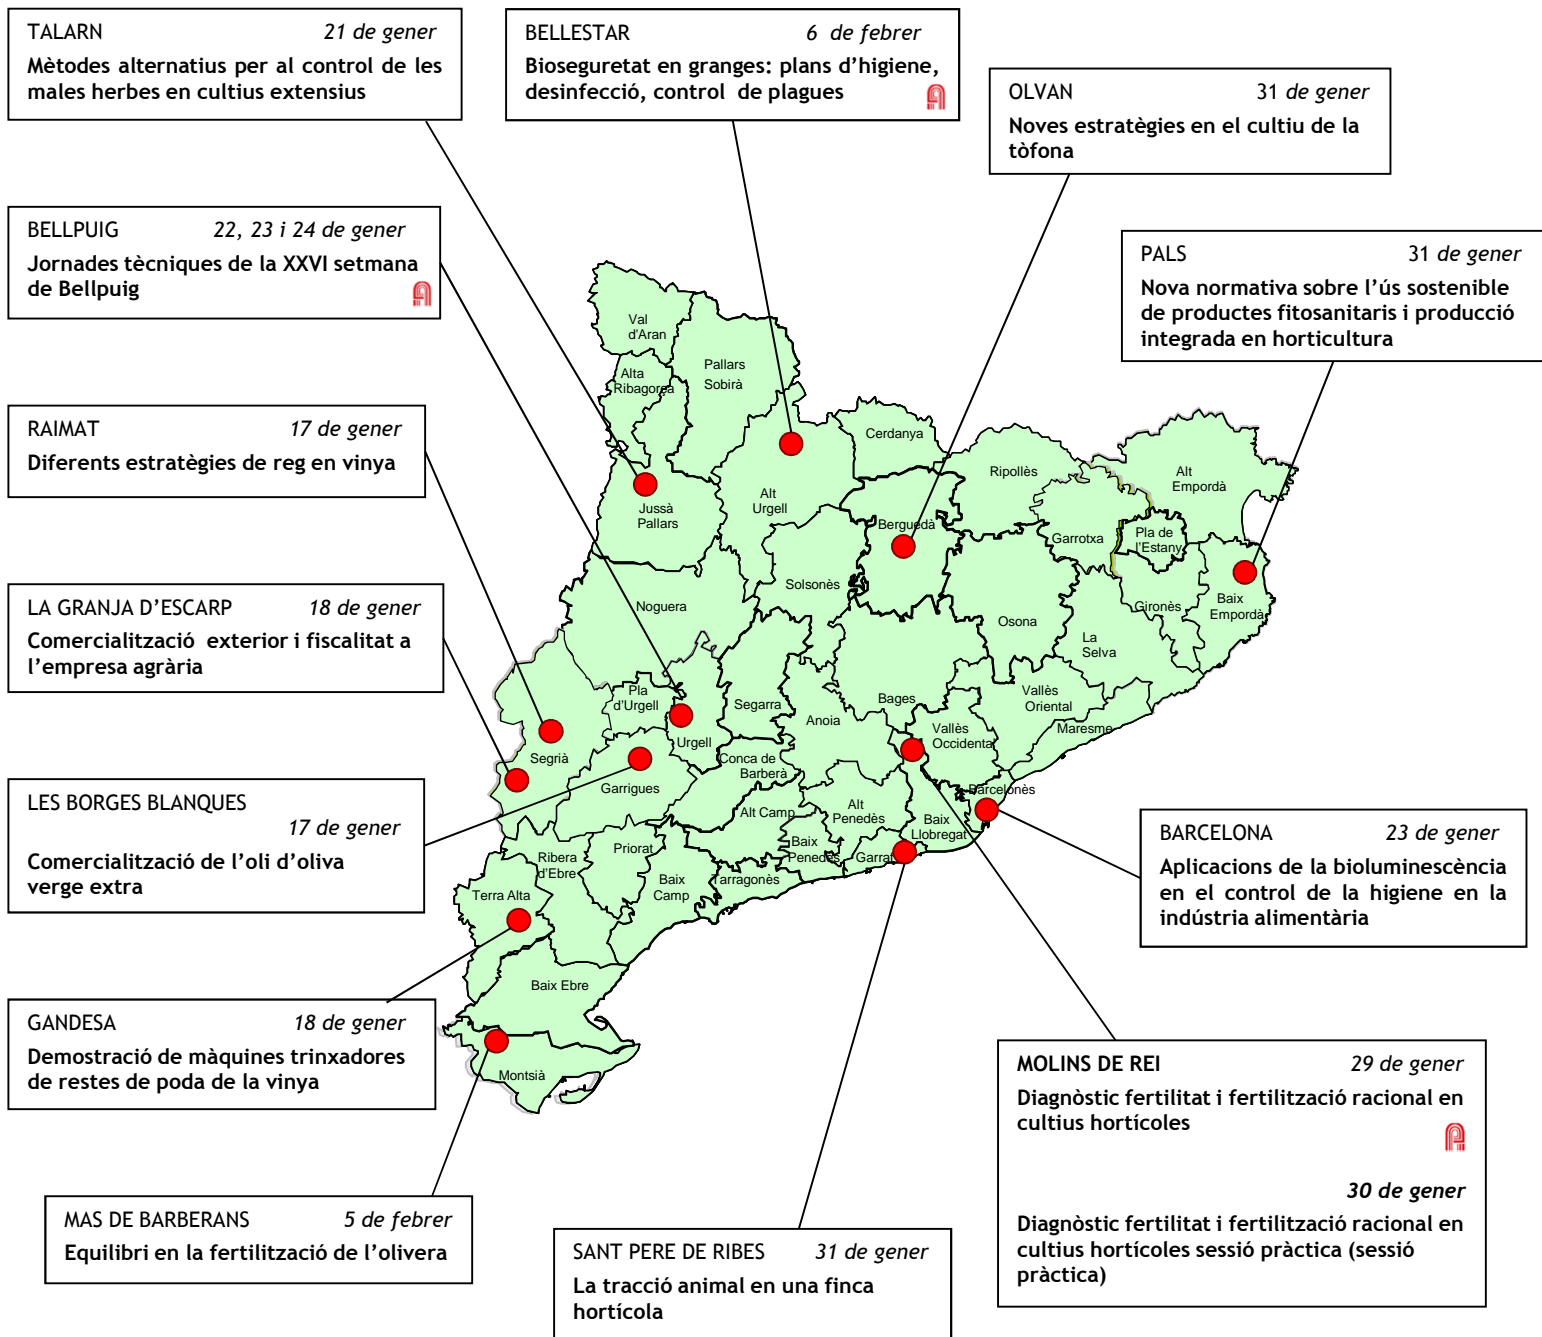 TALARN 21 de gener
Mètodes alternatius per al control de les
males herbes en cultius extensius
BELLESTAR 6 de febrer
Bioseguretat en granges: plans d’higiene,
desinfecció, control de plagues
OLVAN 31 de gener
Noves estratègies en el cultiu de la
tòfona
BELLPUIG 22, 23 i 24 de gener
Jornades tècniques de la XXVI setmana
de Bellpuig
PALS 31 de gener
Nova normativa sobre l’ús sostenible
de productes fitosanitaris i producció
integrada en horticultura
RAIMAT 17 de gener
Diferents estratègies de reg en vinya
LA GRANJA D’ESCARP 18 de gener
Comercialització exterior i fiscalitat a
l’empresa agrària
LES BORGES BLANQUES
17 de gener
Comercialització de l’oli d’oliva
verge extra
GANDESA 18 de gener
Demostració de màquines trinxadores
de restes de poda de la vinya
MAS DE BARBERANS 5 de febrer
Equilibri en la fertilització de l’olivera
SANT PERE DE RIBES 31 de gener
La tracció animal en una finca
hortícola
BARCELONA 23 de gener
Aplicacions de la bioluminescència
en el control de la higiene en la
indústria alimentària
MOLINS DE REI 29 de gener
Diagnòstic fertilitat i fertilització racional en
cultius hortícoles
30 de gener
Diagnòstic fertilitat i fertilització racional en
cultius hortícoles sessió pràctica (sessió
pràctica)
Val
d'Aran
Alta
Ribagorça
Pallars
Sobirà
Cerdanya
Ripollès
Alt
Empordà
Jussà
Pallars
Alt
Urgell
Berguedà
Garrotxa
Pla de
l'Estany
Solsonès
Noguera
Osona
Gironès
Baix
Empordà
La
Selva
Pla
d'Urgell
Segarra
Anoia
Bages
Vallès
Oriental
Maresme
Urgell
Vallès
Occidenta
Segrià
Garrigues
Conca de
Barberà
Barcelonès
Alt Camp
Alt
Penedès
Baix
Llobregat
Baix
Penedès
Garraf
Priorat
Ribera
d'Ebre
Baix
Camp
Tarragonès
Terra Alta
Baix Ebre
Montsià